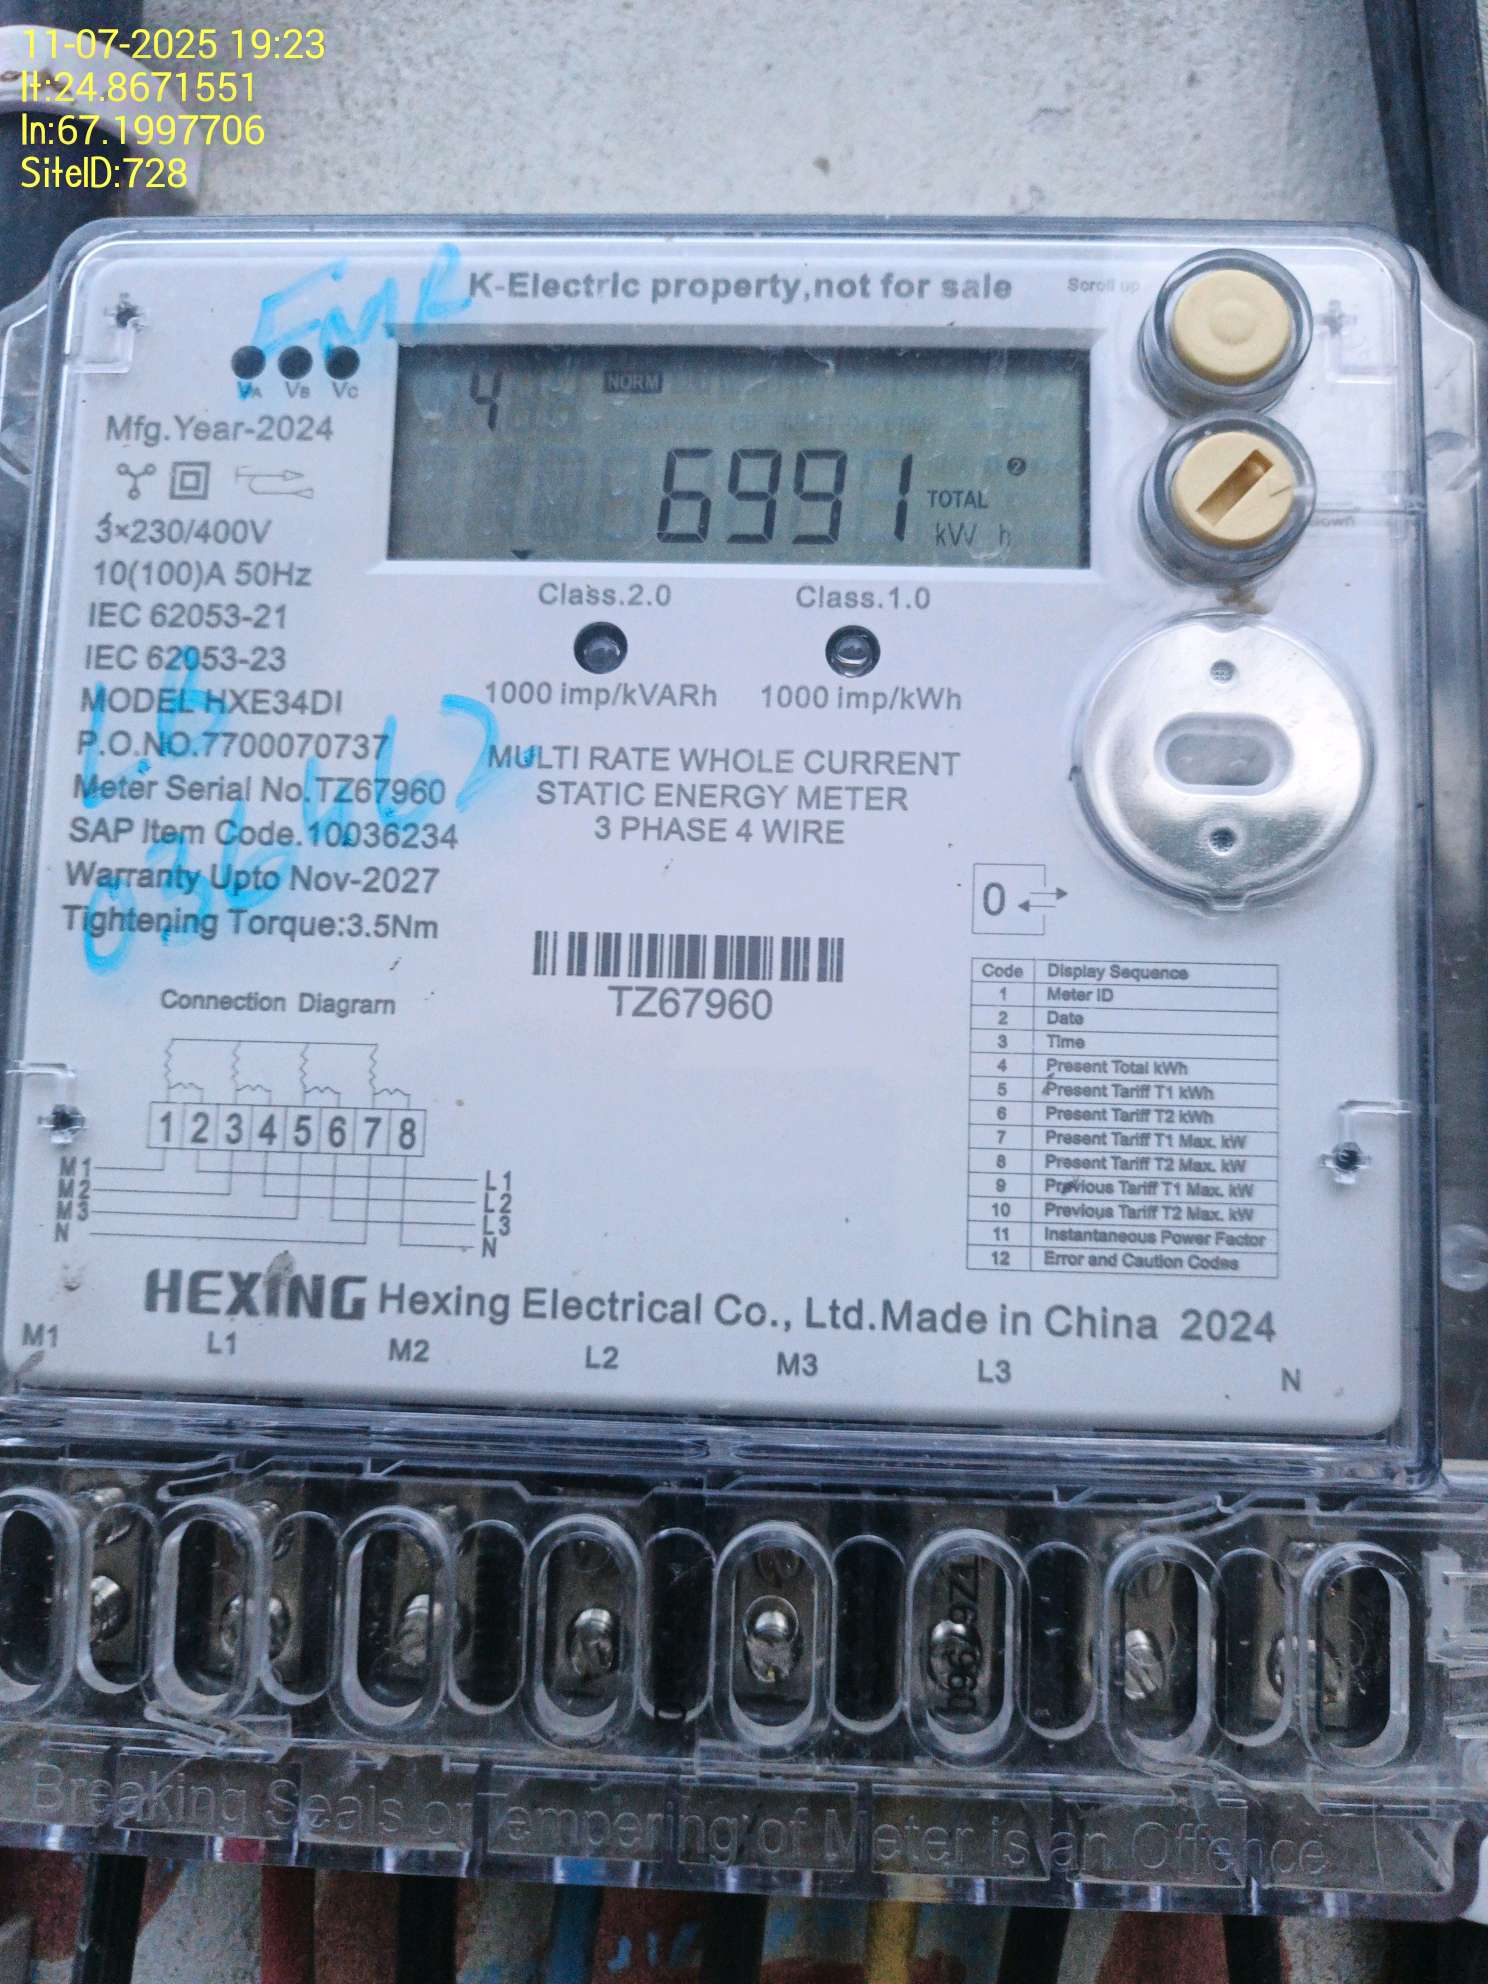 11-07-2025 19:23
lt:24.8671551
ln:67.1997706
SiteID:728
K-Electric property,not for sale
Scroll up
VA VB VC
4
NORM
6991
TOTAL
kW h
Mfg.Year-2024
3×230/400V
10(100)A 50Hz
IEC 62053-21
IEC 62053-23
MODEL HXE34DI
P.O.NO.7700070737
Meter Serial No.TZ67960
SAP Item Code.10036234
Warranty Upto Nov-2027
Tightening Torque:3.5Nm
Class.2.0
Class.1.0
1000 imp/kVARh
1000 imp/kWh
MULTI RATE WHOLE CURRENT
STATIC ENERGY METER
3 PHASE 4 WIRE
0
TZ67960
Code Display Sequence
1 Meter ID
2 Date
3 Time
4 Present Total kWh
5 Present Tariff T1 kWh
6 Present Tariff T2 kWh
7 Present Tariff T1 Max. kW
8 Present Tariff T2 Max. kW
9 Previous Tariff T1 Max. kW
10 Previous Tariff T2 Max. kW
11 Instantaneous Power Factor
12 Error and Caution Codes
Connection Diagram
1 2 3 4 5 6 7 8
M1
M2
M3
N
L1
L2
L3
N
HEXING Hexing Electrical Co., Ltd.Made in China 2024
M1 L1 M2 L2 M3 L3 N
Breaking Seals or Tempering of Meter is an Offence